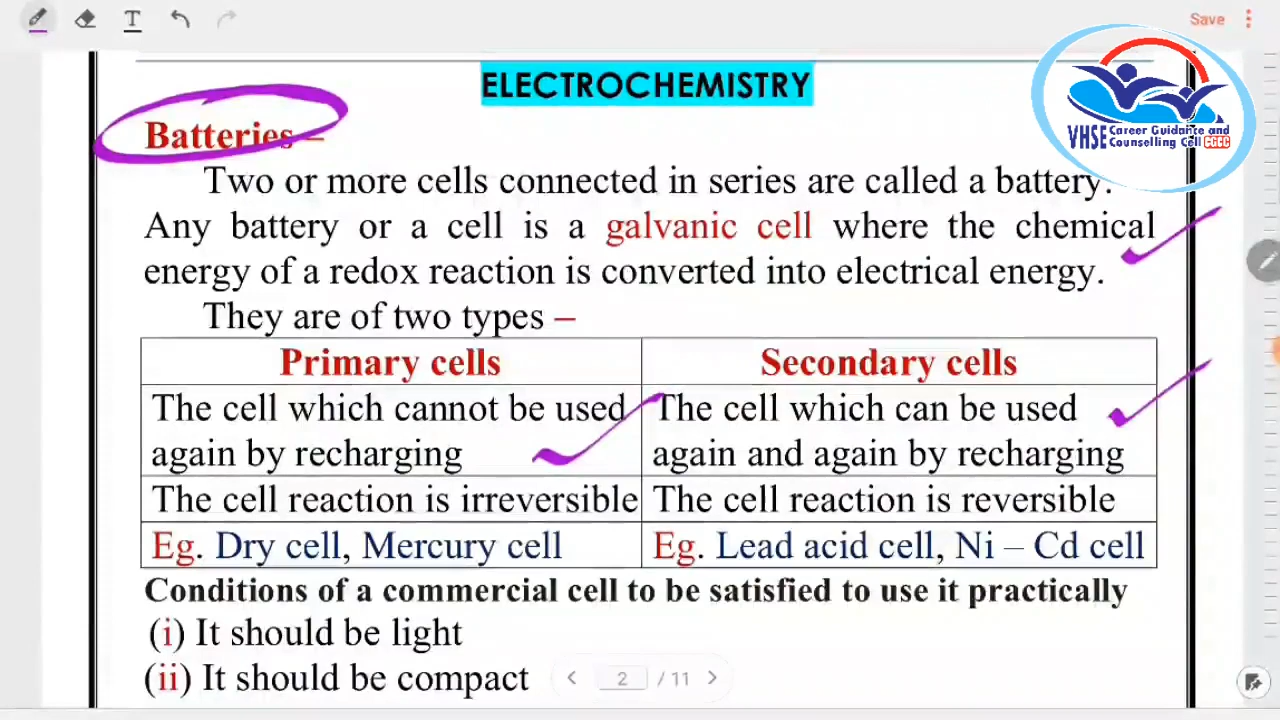 Save
ELECTROCHEMISTRY
VHSE Career Guidance and
Counselling Cell CGCC
Batteries –
Two or more cells connected in series are called a battery.
Any battery or a cell is a galvanic cell where the chemical
energy of a redox reaction is converted into electrical energy.
They are of two types –
Primary cells
Secondary cells
The cell which cannot be used
again by recharging
The cell which can be used
again and again by recharging
The cell reaction is irreversible
The cell reaction is reversible
Eg. Dry cell, Mercury cell
Eg. Lead acid cell, Ni – Cd cell
Conditions of a commercial cell to be satisfied to use it practically
(i) It should be light
(ii) It should be compact
2 / 11